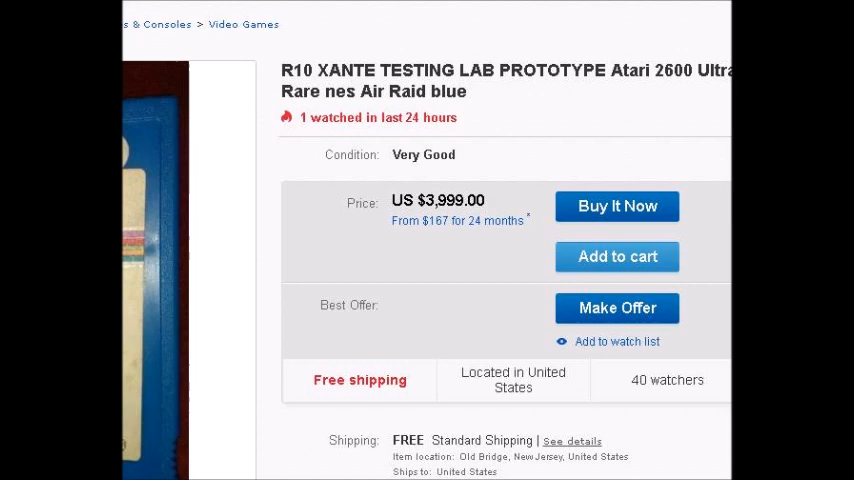 s & Consoles > Video Games
R10 XANTE TESTING LAB PROTOTYPE Atari 2600 Ultra
Rare nes Air Raid blue
1 watched in last 24 hours
Condition: Very Good
Price: US $3,999.00
Buy It Now
From $167 for 24 months*
Add to cart
Best Offer:
Make Offer
Add to watch list
Free shipping
Located in United
States
40 watchers
Shipping: FREE Standard Shipping | See details
Item location: Old Bridge, New Jersey, United States
Ships to: United States